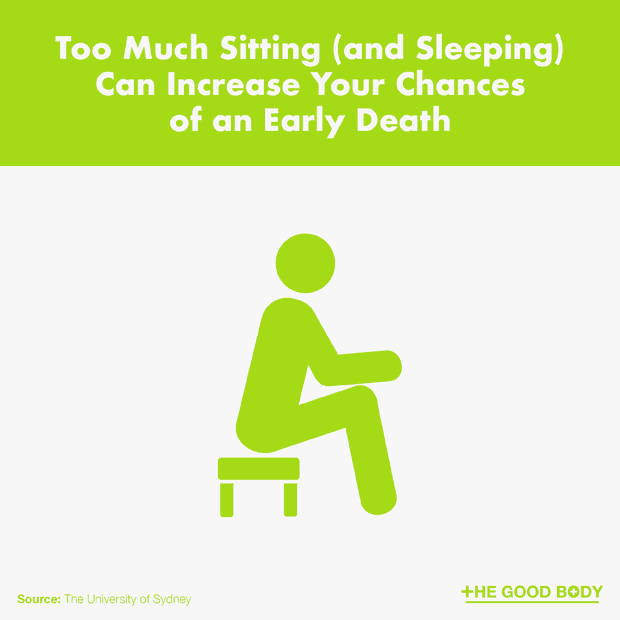 Too Much Sitting (and Sleeping)
Can Increase Your Chances
of an Early Death
Source: The University of Sydney
THE GOOD BODY